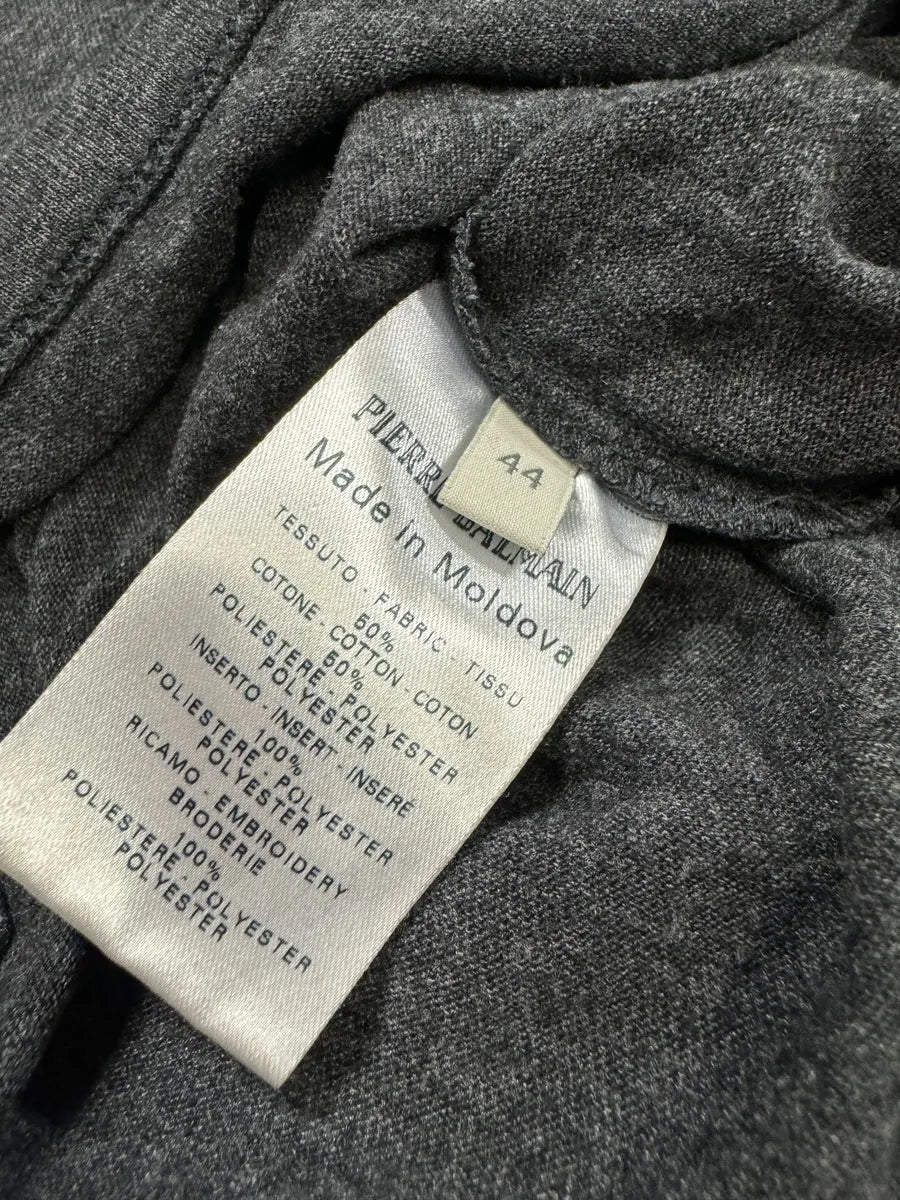 44
PIERRE BALMAIN
Made in Moldova
TESSUTO - FABRIC - TISSU
50%
COTONE - COTTON - COTON
50%
POLIESTERE - POLYESTER
POLYESTER
INSERTO - INSERT - INSERÉ
100%
POLIESTERE - POLYESTER
POLYESTER
RICAMO - EMBROIDERY
BRODERIE
100%
POLIESTERE - POLYESTER
POLYESTER